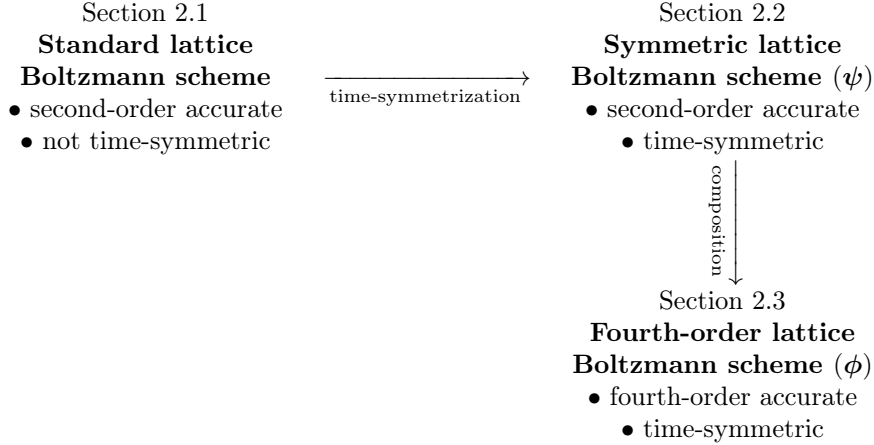 Section 2.1
Standard lattice
Boltzmann scheme
• second-order accurate
• not time-symmetric
time-symmetrization
Section 2.2
Symmetric lattice
Boltzmann scheme (ψ)
• second-order accurate
• time-symmetric
composition
Section 2.3
Fourth-order lattice
Boltzmann scheme (ϕ)
• fourth-order accurate
• time-symmetric